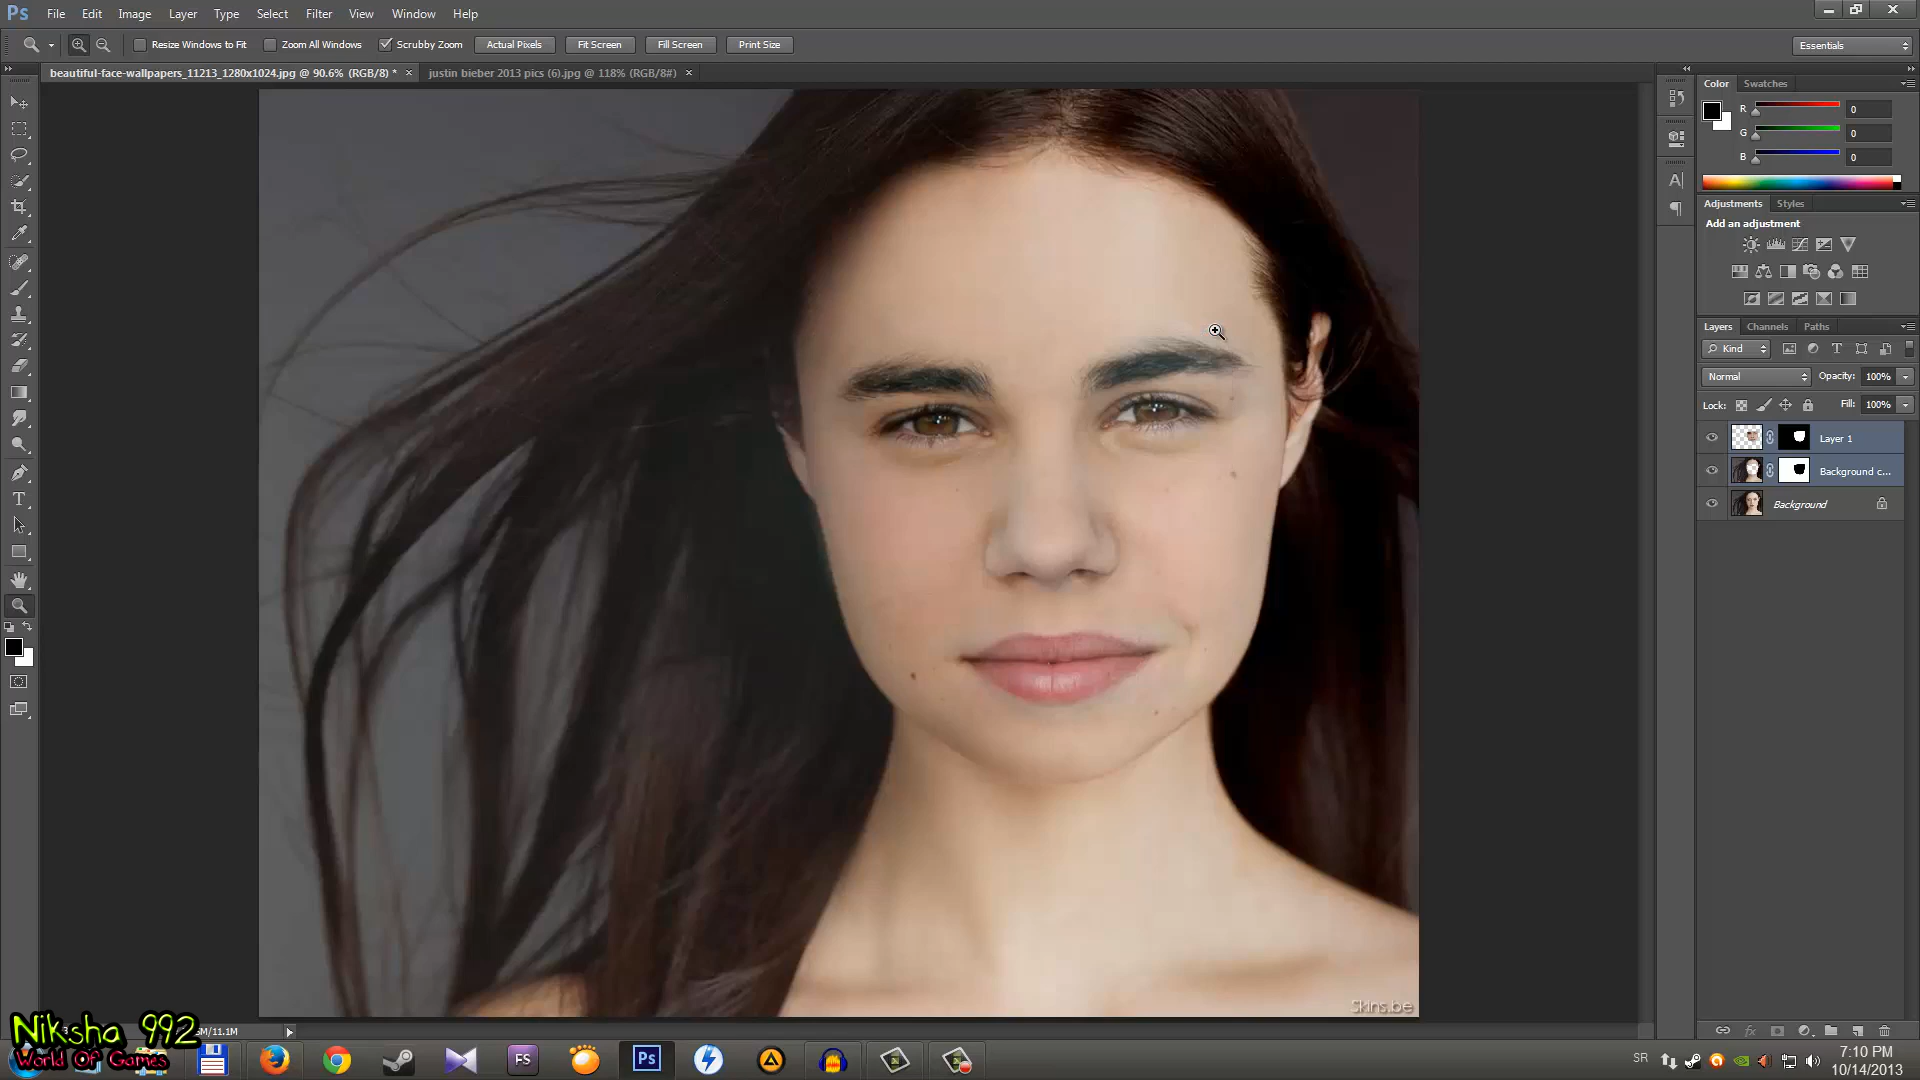 Ps File Edit Image Layer Type Select Filter View Window Help
Resize Windows to Fit Zoom All Windows Scrubby Zoom Actual Pixels Fit Screen Fill Screen Print Size Essentials
beautiful-face-wallpapers_11213_1280x1024.jpg @ 90.6% (RGB/8) * × justin bieber 2013 pics (6).jpg @ 118% (RGB/8#) ×
Color Swatches
R 0
G 0
B 0
Adjustments Styles
Add an adjustment
Layers Channels Paths
Kind
Normal Opacity: 100%
Lock: Fill: 100%
Layer 1
Background c...
Background
Skins.be
Niksha 992
World Of Games
M/11.1M
FS Ps
SR 7:10 PM
10/14/2013